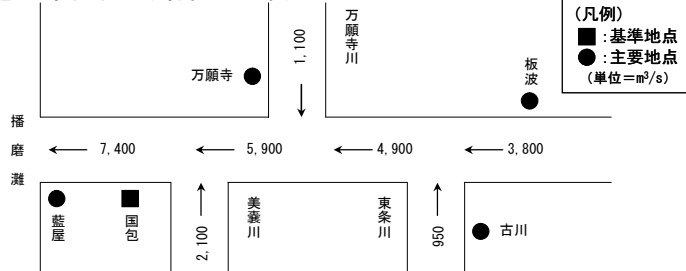 (凡例)
■:基準地点
●:主要地点
(単位=m³/s)
万願寺川
1,100
万願寺
板波
播磨灘
7,400
5,900
4,900
3,800
藍屋
国包
2,100
美嚢川
東条川
950
古川